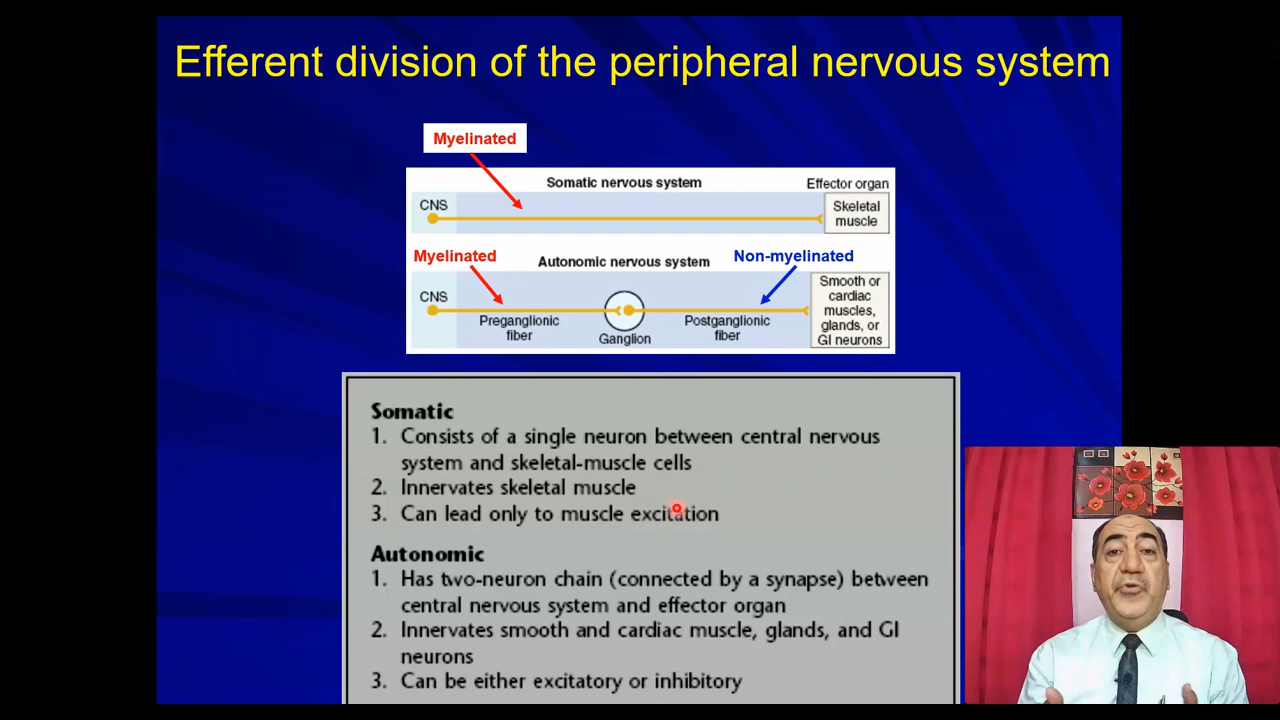 Efferent division of the peripheral nervous system
Myelinated
Somatic nervous system
Effector organ
CNS
Skeletal
muscle
Myelinated
Autonomic nervous system
Non-myelinated
CNS
Preganglionic
fiber
Ganglion
Postganglionic
fiber
Smooth or
cardiac
muscles,
glands, or
GI neurons
Somatic
1. Consists of a single neuron between central nervous
system and skeletal-muscle cells
2. Innervates skeletal muscle
3. Can lead only to muscle excitation
Autonomic
1. Has two-neuron chain (connected by a synapse) between
central nervous system and effector organ
2. Innervates smooth and cardiac muscle, glands, and GI
neurons
3. Can be either excitatory or inhibitory